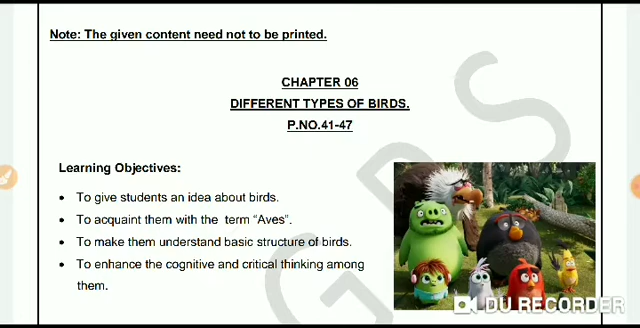 Note: The given content need not to be printed.
CHAPTER 06
DIFFERENT TYPES OF BIRDS.
P.NO.41-47
Learning Objectives:
• To give students an idea about birds.
• To acquaint them with the term “Aves”.
• To make them understand basic structure of birds.
• To enhance the cognitive and critical thinking among
them.
GPS
DU RECORDER